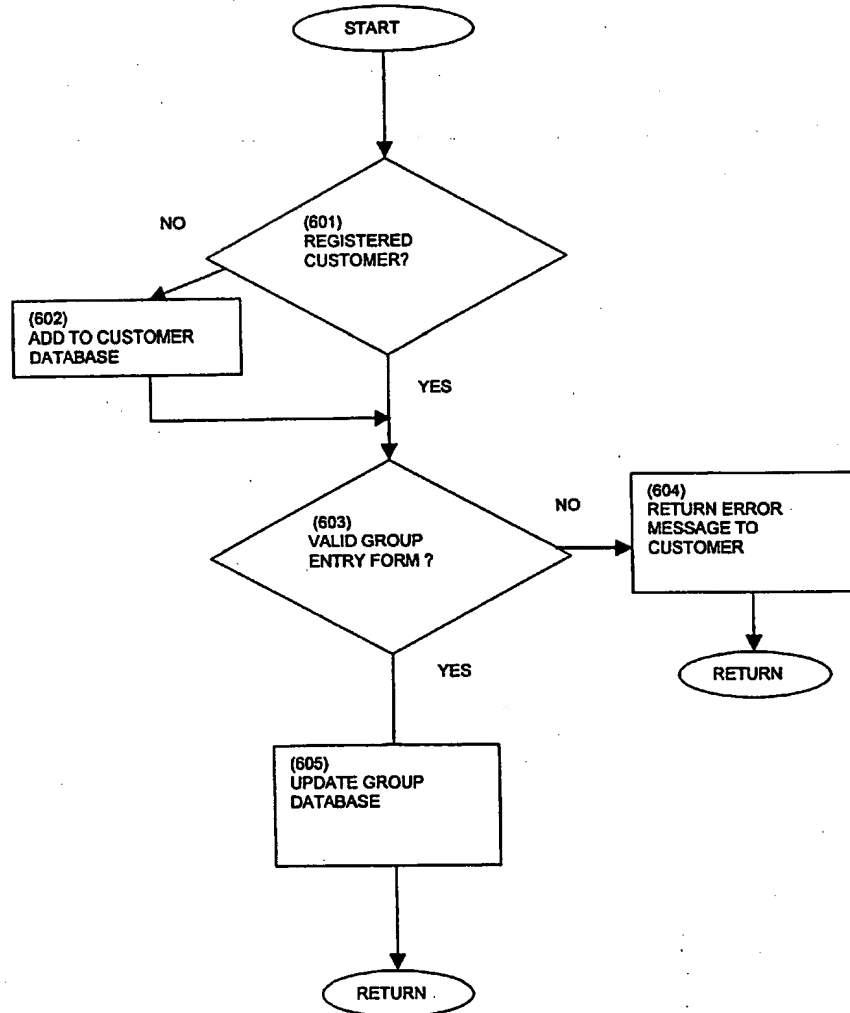 START
NO
(601)
REGISTERED
CUSTOMER?
(602)
ADD TO CUSTOMER
DATABASE
YES
(603)
VALID GROUP
ENTRY FORM ?
NO
(604)
RETURN ERROR
MESSAGE TO
CUSTOMER
YES
RETURN
(605)
UPDATE GROUP
DATABASE
RETURN